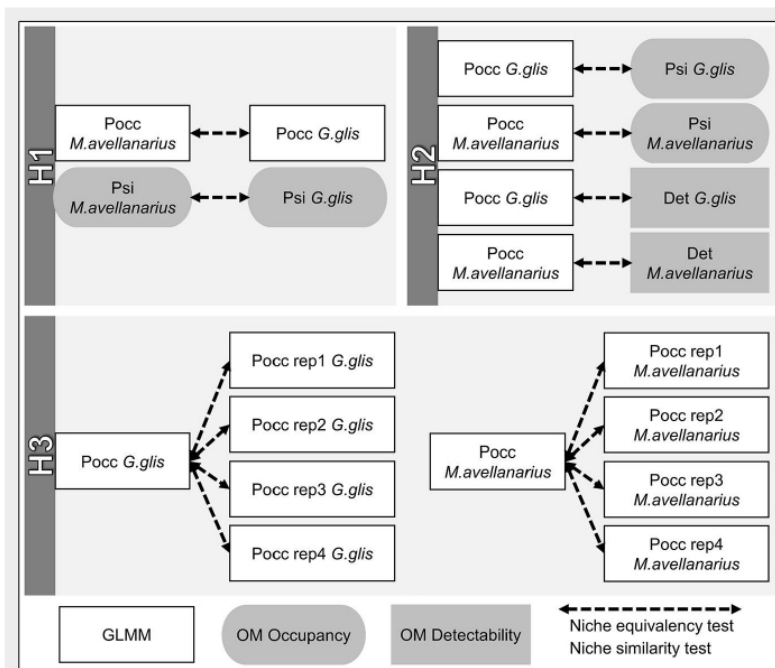 H1
Pocc
M.avellanarius
Pocc G.glis
Psi
M.avellanarius
Psi G.glis
H2
Pocc G.glis
Psi G.glis
Pocc
M.avellanarius
Psi
M.avellanarius
Pocc G.glis
Det G.glis
Pocc
M.avellanarius
Det
M.avellanarius
H3
Pocc G.glis
Pocc rep1 G.glis
Pocc rep2 G.glis
Pocc rep3 G.glis
Pocc rep4 G.glis
Pocc
M.avellanarius
Pocc rep1
M.avellanarius
Pocc rep2
M.avellanarius
Pocc rep3
M.avellanarius
Pocc rep4
M.avellanarius
GLMM
OM Occupancy
OM Detectability
Niche equivalency test
Niche similarity test